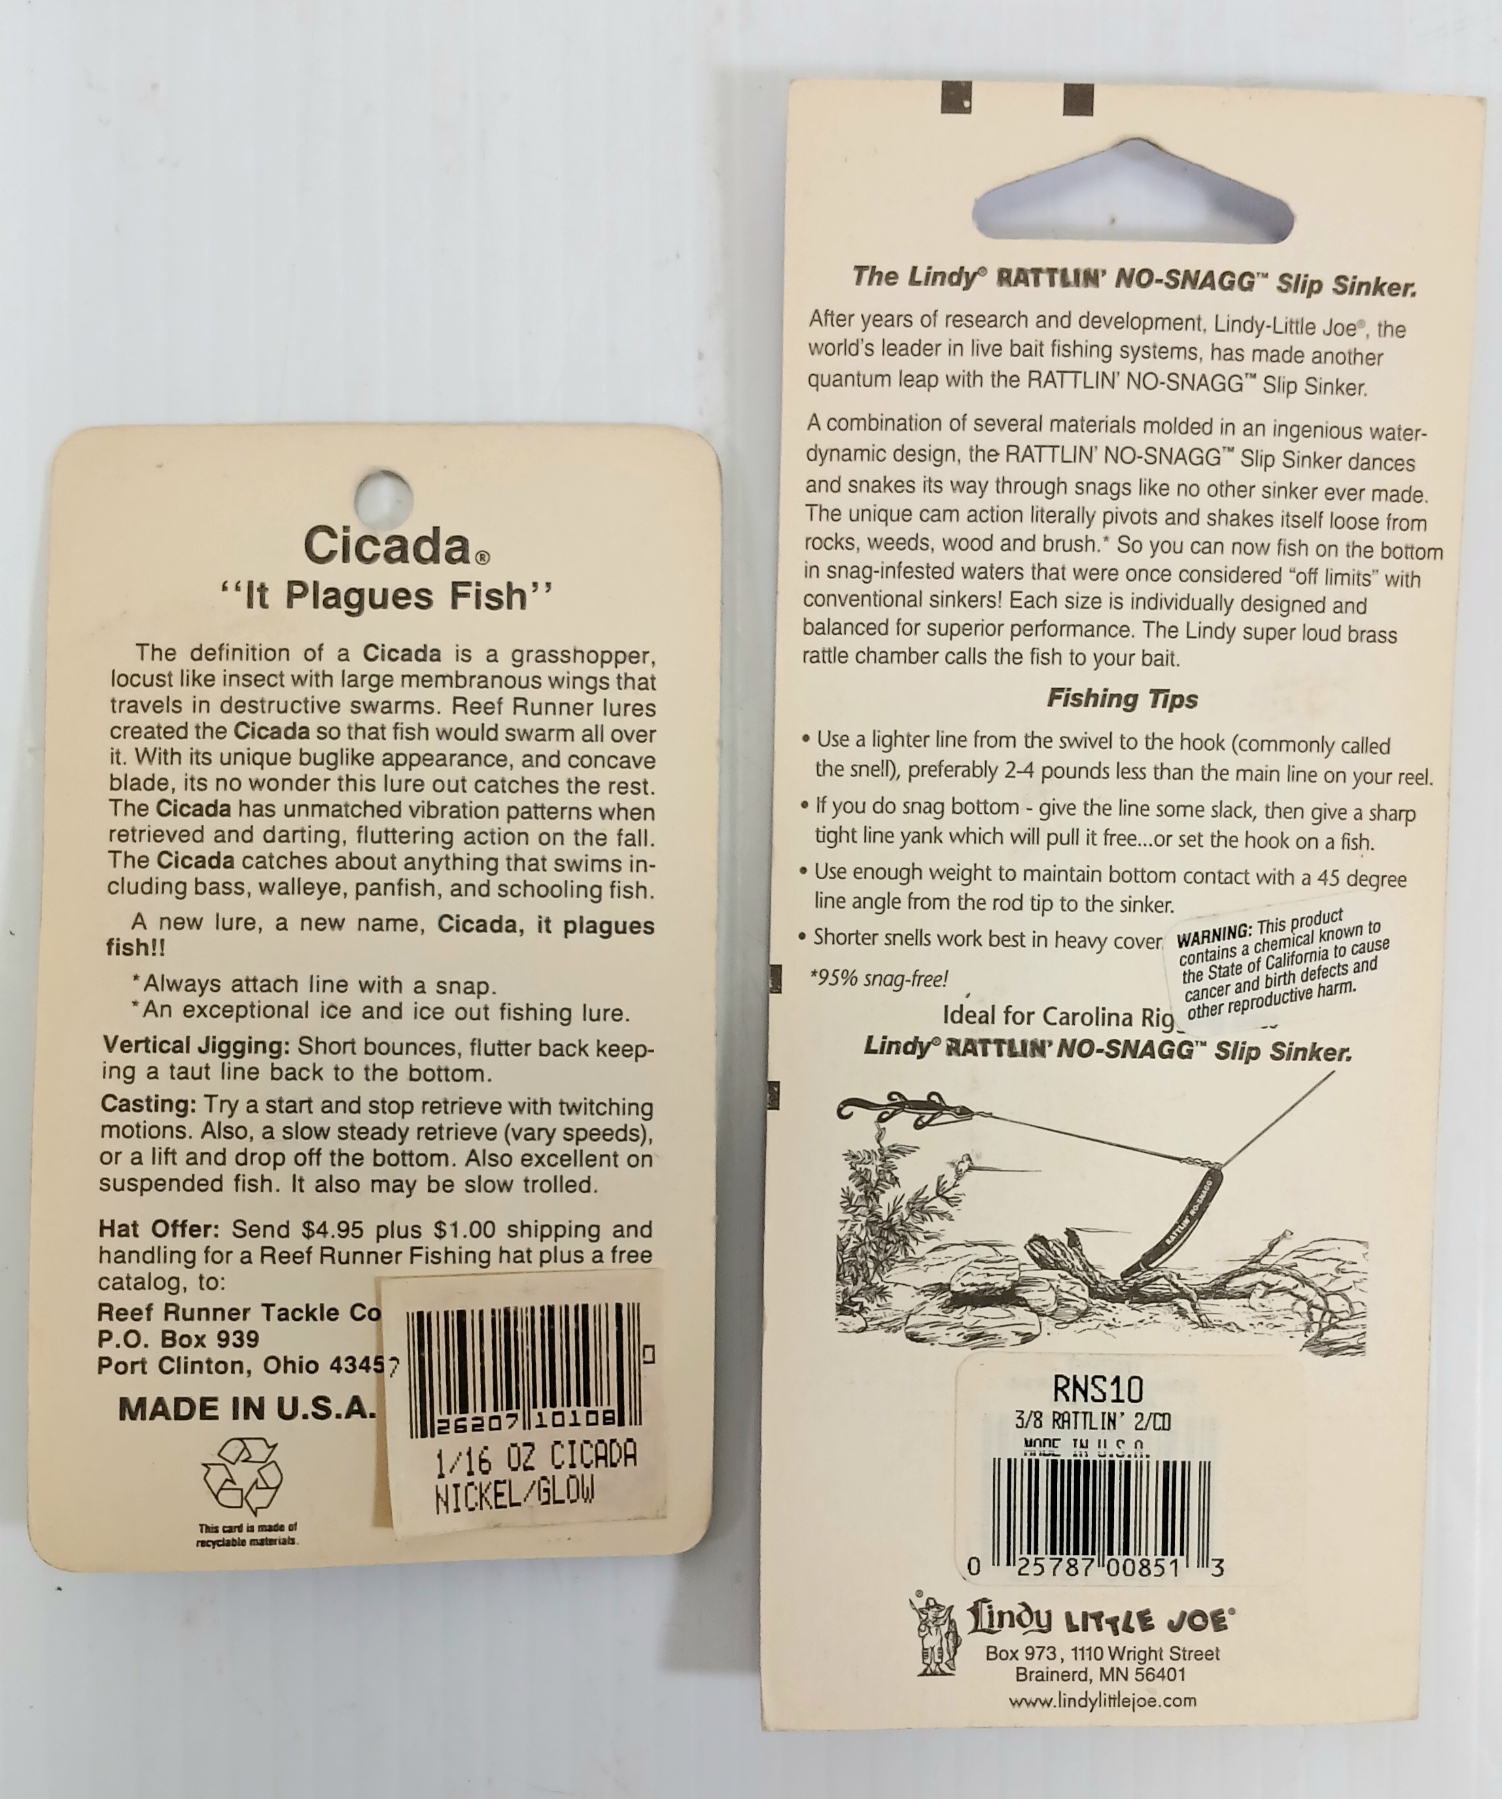 Cicada®
"It Plagues Fish"
The definition of a Cicada is a grasshopper,
locust like insect with large membranous wings that
travels in destructive swarms. Reef Runner lures
created the Cicada so that fish would swarm all over
it. With its unique buglike appearance, and concave
blade, its no wonder this lure out catches the rest.
The Cicada has unmatched vibration patterns when
retrieved and darting, fluttering action on the fall.
The Cicada catches about anything that swims in-
cluding bass, walleye, panfish, and schooling fish.
A new lure, a new name, Cicada, it plagues
fish!!
*Always attach line with a snap.
*An exceptional ice and ice out fishing lure.
Vertical Jigging: Short bounces, flutter back keep-
ing a taut line back to the bottom.
Casting: Try a start and stop retrieve with twitching
motions. Also, a slow steady retrieve (vary speeds),
or a lift and drop off the bottom. Also excellent on
suspended fish. It also may be slow trolled.
Hat Offer: Send $4.95 plus $1.00 shipping and
handling for a Reef Runner Fishing hat plus a free
catalog, to:
Reef Runner Tackle Co
P.O. Box 939
Port Clinton, Ohio 43452
MADE IN U.S.A.
This card is made of
recyclable materials.
26207 10108
1/16 OZ CICADA
NICKEL/GLOW
The Lindy® RATTLIN' NO-SNAGG™ Slip Sinker.
After years of research and development, Lindy-Little Joe®, the
world's leader in live bait fishing systems, has made another
quantum leap with the RATTLIN' NO-SNAGG™ Slip Sinker.
A combination of several materials molded in an ingenious water-
dynamic design, the RATTLIN' NO-SNAGG™ Slip Sinker dances
and snakes its way through snags like no other sinker ever made.
The unique cam action literally pivots and shakes itself loose from
rocks, weeds, wood and brush.* So you can now fish on the bottom
in snag-infested waters that were once considered "off limits" with
conventional sinkers! Each size is individually designed and
balanced for superior performance. The Lindy super loud brass
rattle chamber calls the fish to your bait.
Fishing Tips
• Use a lighter line from the swivel to the hook (commonly called
the snell), preferably 2-4 pounds less than the main line on your reel.
• If you do snag bottom - give the line some slack, then give a sharp
tight line yank which will pull it free...or set the hook on a fish.
• Use enough weight to maintain bottom contact with a 45 degree
line angle from the rod tip to the sinker.
• Shorter snells work best in heavy cover
*95% snag-free!
WARNING: This product
contains a chemical known to
the State of California to cause
cancer and birth defects and
other reproductive harm.
Ideal for Carolina Rig
Lindy® RATTLIN' NO-SNAGG™ Slip Sinker.
RATTLIN' NO-SNAGG™
RNS10
3/8 RATTLIN' 2/CD
MADE IN U.S.A.
0 25787 00851 3
Lindy LITTLE JOE®
Box 973, 1110 Wright Street
Brainerd, MN 56401
www.lindylittlejoe.com